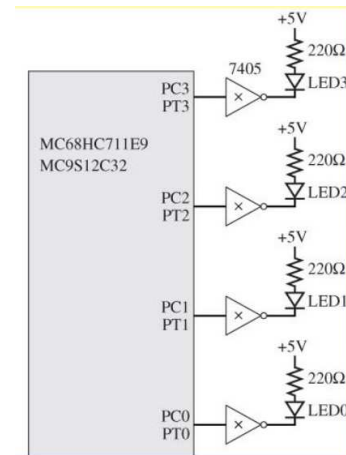 +5V
7405
220Ω
PC3
PT3
LED3
MC68HC711E9
MC9S12C32
+5V
220Ω
PC2
PT2
LED2
+5V
220Ω
PC1
PT1
LED1
+5V
220Ω
PC0
PT0
LED0